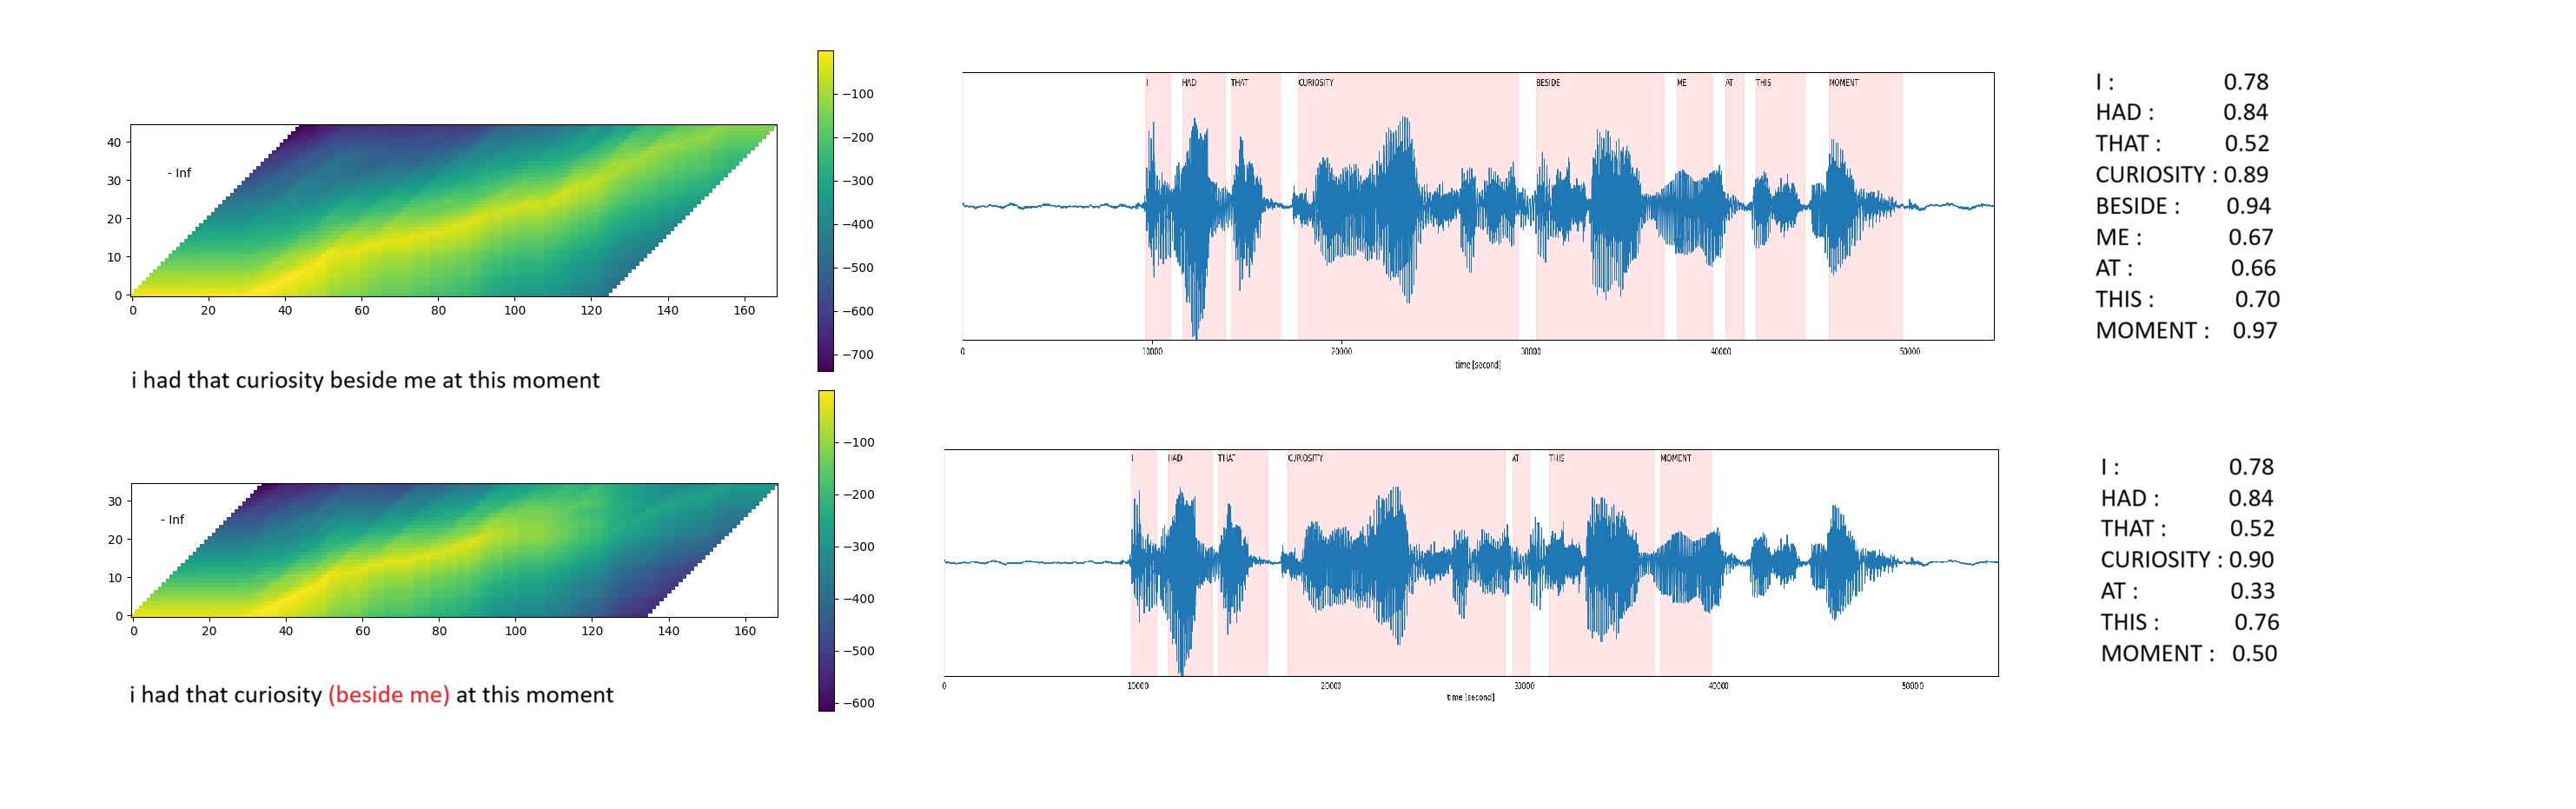 40
30
20
10
0
- Inf
0 20 40 60 80 100 120 140 160
−100
−200
−300
−400
−500
−600
−700
i had that curiosity beside me at this moment
I HAD THAT CURIOSITY BESIDE ME AT THIS MOMENT
0 10000 20000 30000 40000 50000
time [second]
I : 0.78
HAD : 0.84
THAT : 0.52
CURIOSITY : 0.89
BESIDE : 0.94
ME : 0.67
AT : 0.66
THIS : 0.70
MOMENT : 0.97
30
20
10
0
- Inf
0 20 40 60 80 100 120 140 160
−100
−200
−300
−400
−500
−600
i had that curiosity (beside me) at this moment
I HAD THAT CURIOSITY AT THIS MOMENT
0 10000 20000 30000 40000 50000
time [second]
I : 0.78
HAD : 0.84
THAT : 0.52
CURIOSITY : 0.90
AT : 0.33
THIS : 0.76
MOMENT : 0.50